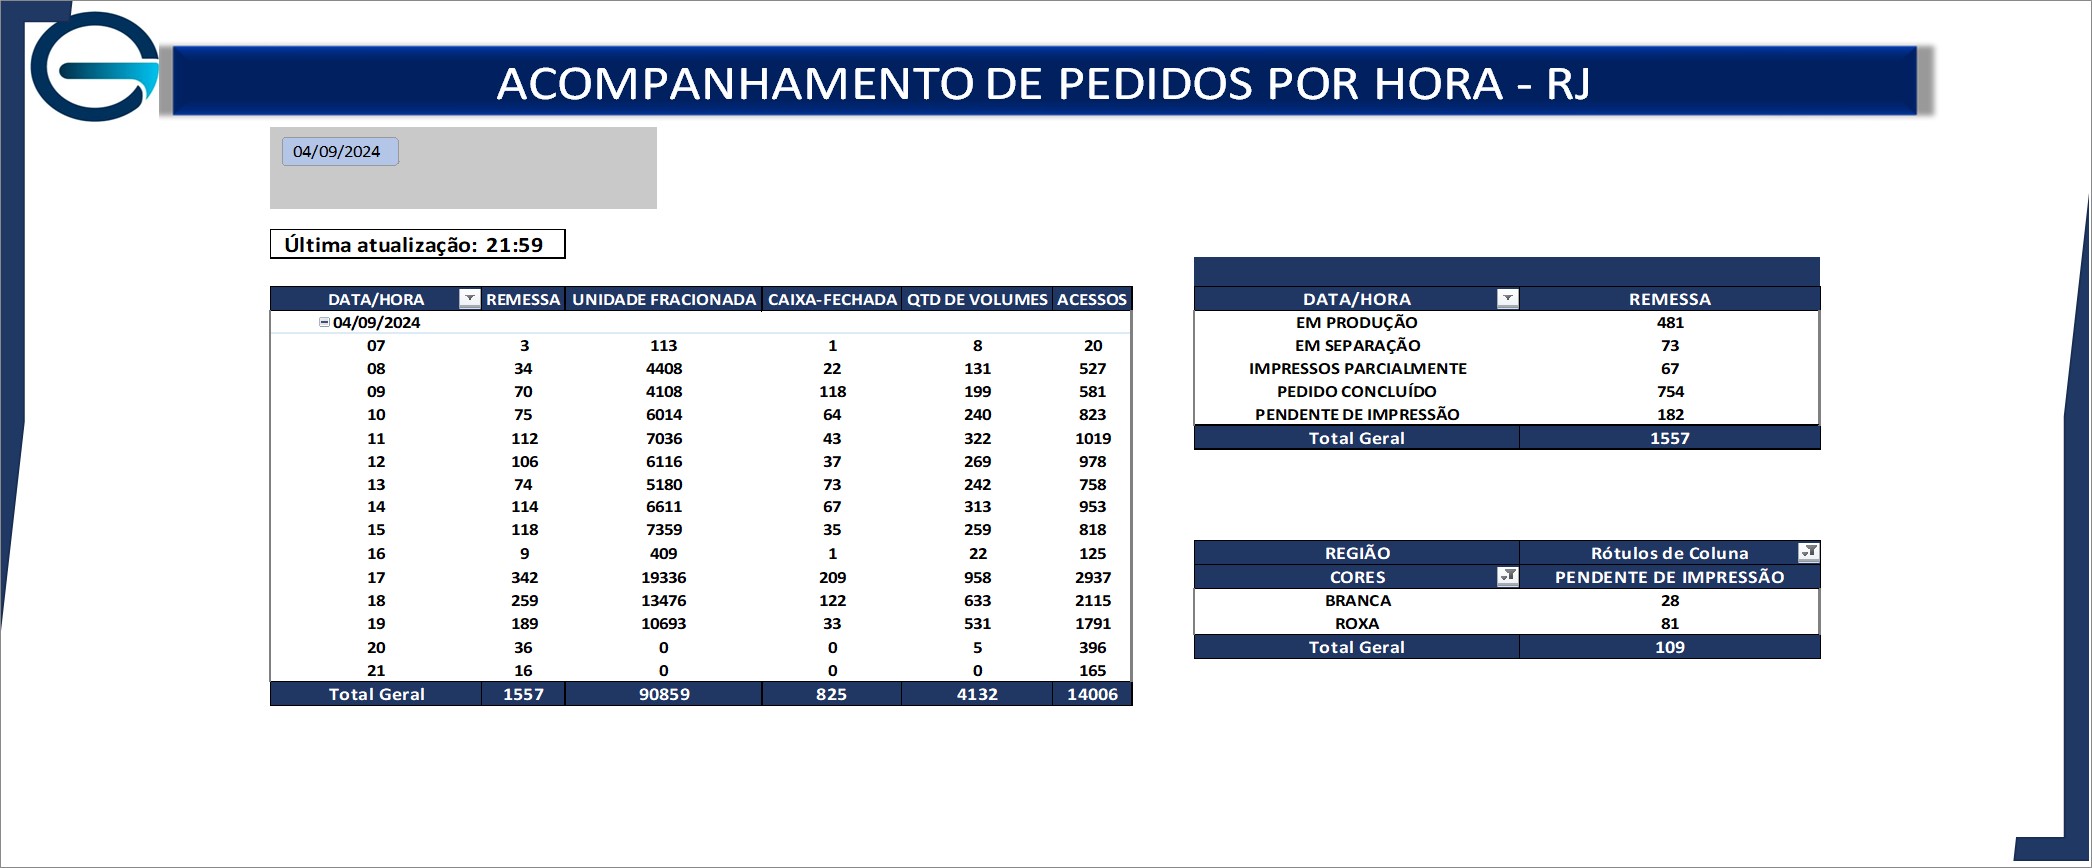 ACOMPANHAMENTO DE PEDIDOS POR HORA - RJ
04/09/2024
Última atualização: 21:59
DATA/HORA REMESSA UNIDADE FRACIONADA CAIXA-FECHADA QTD DE VOLUMES ACESSOS
04/09/2024
07 3 113 1 8 20
08 34 4408 22 131 527
09 70 4108 118 199 581
10 75 6014 64 240 823
11 112 7036 43 322 1019
12 106 6116 37 269 978
13 74 5180 73 242 758
14 114 6611 67 313 953
15 118 7359 35 259 818
16 9 409 1 22 125
17 342 19336 209 958 2937
18 259 13476 122 633 2115
19 189 10693 33 531 1791
20 36 0 0 5 396
21 16 0 0 0 165
Total Geral 1557 90859 825 4132 14006
DATA/HORA REMESSA
EM PRODUÇÃO 481
EM SEPARAÇÃO 73
IMPRESSOS PARCIALMENTE 67
PEDIDO CONCLUÍDO 754
PENDENTE DE IMPRESSÃO 182
Total Geral 1557
REGIÃO Rótulos de Coluna
CORES PENDENTE DE IMPRESSÃO
BRANCA 28
ROXA 81
Total Geral 109